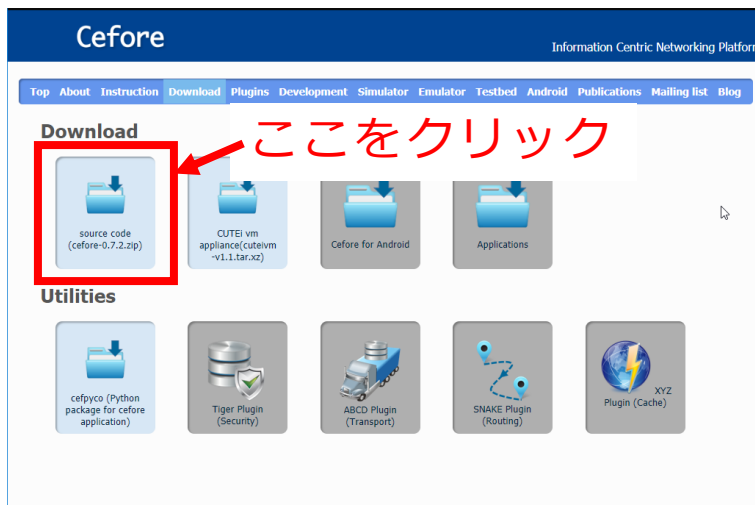 Cefore
Information Centric Networking Platfor
Top About Instruction Download Plugins Development Simulator Emulator Testbed Android Publications Mailing list Blog
Download
ここをクリック
source code
(cefore-0.7.2.zip)
CUTEi vm
appliance(cuteivm
-v1.1.tar.xz)
Cefore for Android
Applications
Utilities
cefpyco (Python
package for cefore
application)
Tiger Plugin
(Security)
ABCD Plugin
(Transport)
SNAKE Plugin
(Routing)
XYZ
Plugin (Cache)